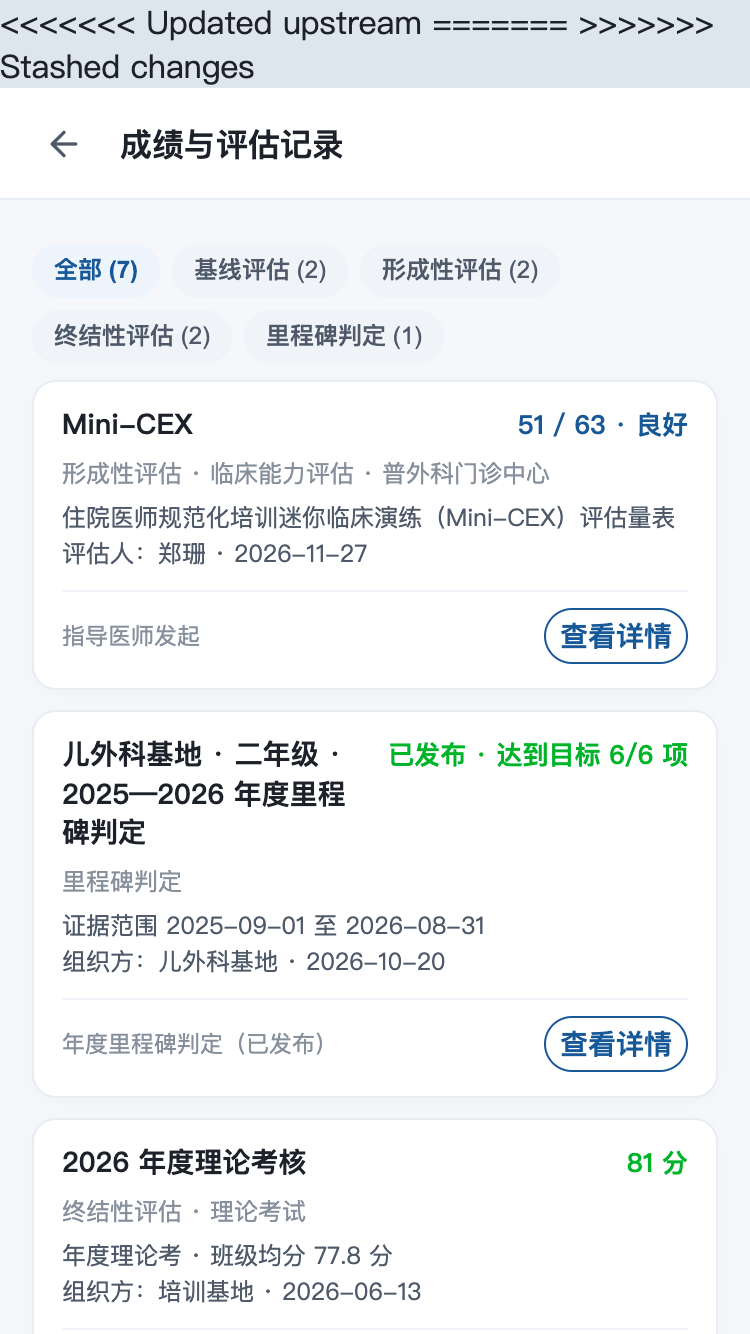 <<<<<<< Updated upstream ======= >>>>>>>
Stashed changes
成绩与评估记录
全部 (7)
基线评估 (2)
形成性评估 (2)
终结性评估 (2)
里程碑判定 (1)
Mini-CEX
51 / 63 · 良好
形成性评估 · 临床能力评估 · 普外科门诊中心
住院医师规范化培训迷你临床演练（Mini-CEX）评估量表
评估人：郑珊 · 2026-11-27
指导医师发起
查看详情
儿外科基地 · 二年级 ·
2025—2026 年度里程
碑判定
已发布 · 达到目标 6/6 项
里程碑判定
证据范围 2025-09-01 至 2026-08-31
组织方：儿外科基地 · 2026-10-20
年度里程碑判定（已发布）
查看详情
2026 年度理论考核
81 分
终结性评估 · 理论考试
年度理论考 · 班级均分 77.8 分
组织方：培训基地 · 2026-06-13